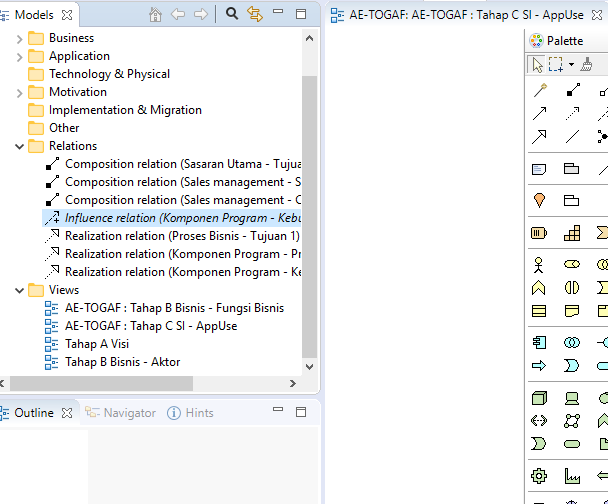 Models
AE-TOGAF: AE-TOGAF : Tahap C SI - AppUse
Palette
Business
Application
Technology & Physical
Motivation
Implementation & Migration
Other
Relations
Composition relation (Sasaran Utama - Tujua
Composition relation (Sales management - S
Composition relation (Sales management - C
Influence relation (Komponen Program - Kebu
Realization relation (Proses Bisnis - Tujuan 1)
Realization relation (Komponen Program - Pr
Realization relation (Komponen Program - Ke
Views
AE-TOGAF : Tahap B Bisnis - Fungsi Bisnis
AE-TOGAF : Tahap C SI - AppUse
Tahap A Visi
Tahap B Bisnis - Aktor
Outline
Navigator
Hints